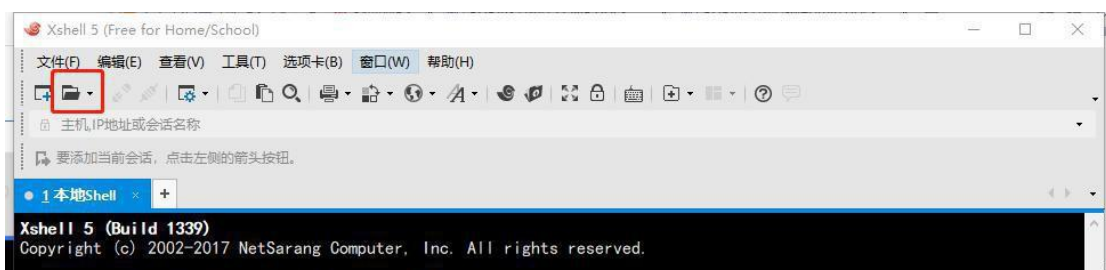 Xshell 5 (Free for Home/School)
文件(F) 编辑(E) 查看(V) 工具(T) 选项卡(B) 窗口(W) 帮助(H)
主机,IP地址或会话名称
要添加当前会话，点击左侧的箭头按钮。
1 本地Shell × +
Xshell 5 (Build 1339)
Copyright (c) 2002-2017 NetSarang Computer, Inc. All rights reserved.